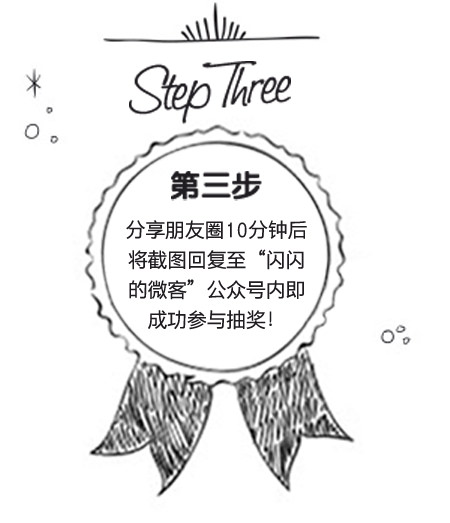 Step Three
第三步
分享朋友圈10分钟后
将截图回复至“闪闪
的微客”公众号内即
成功参与抽奖!